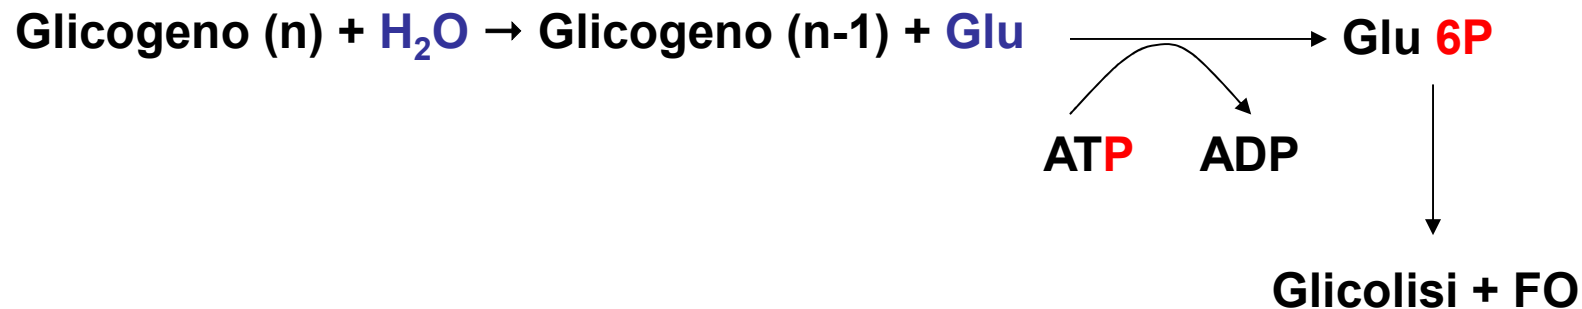 Glicogeno (n) + H₂O → Glicogeno (n-1) + Glu → Glu 6P
ATP ADP
Glicolisi + FO